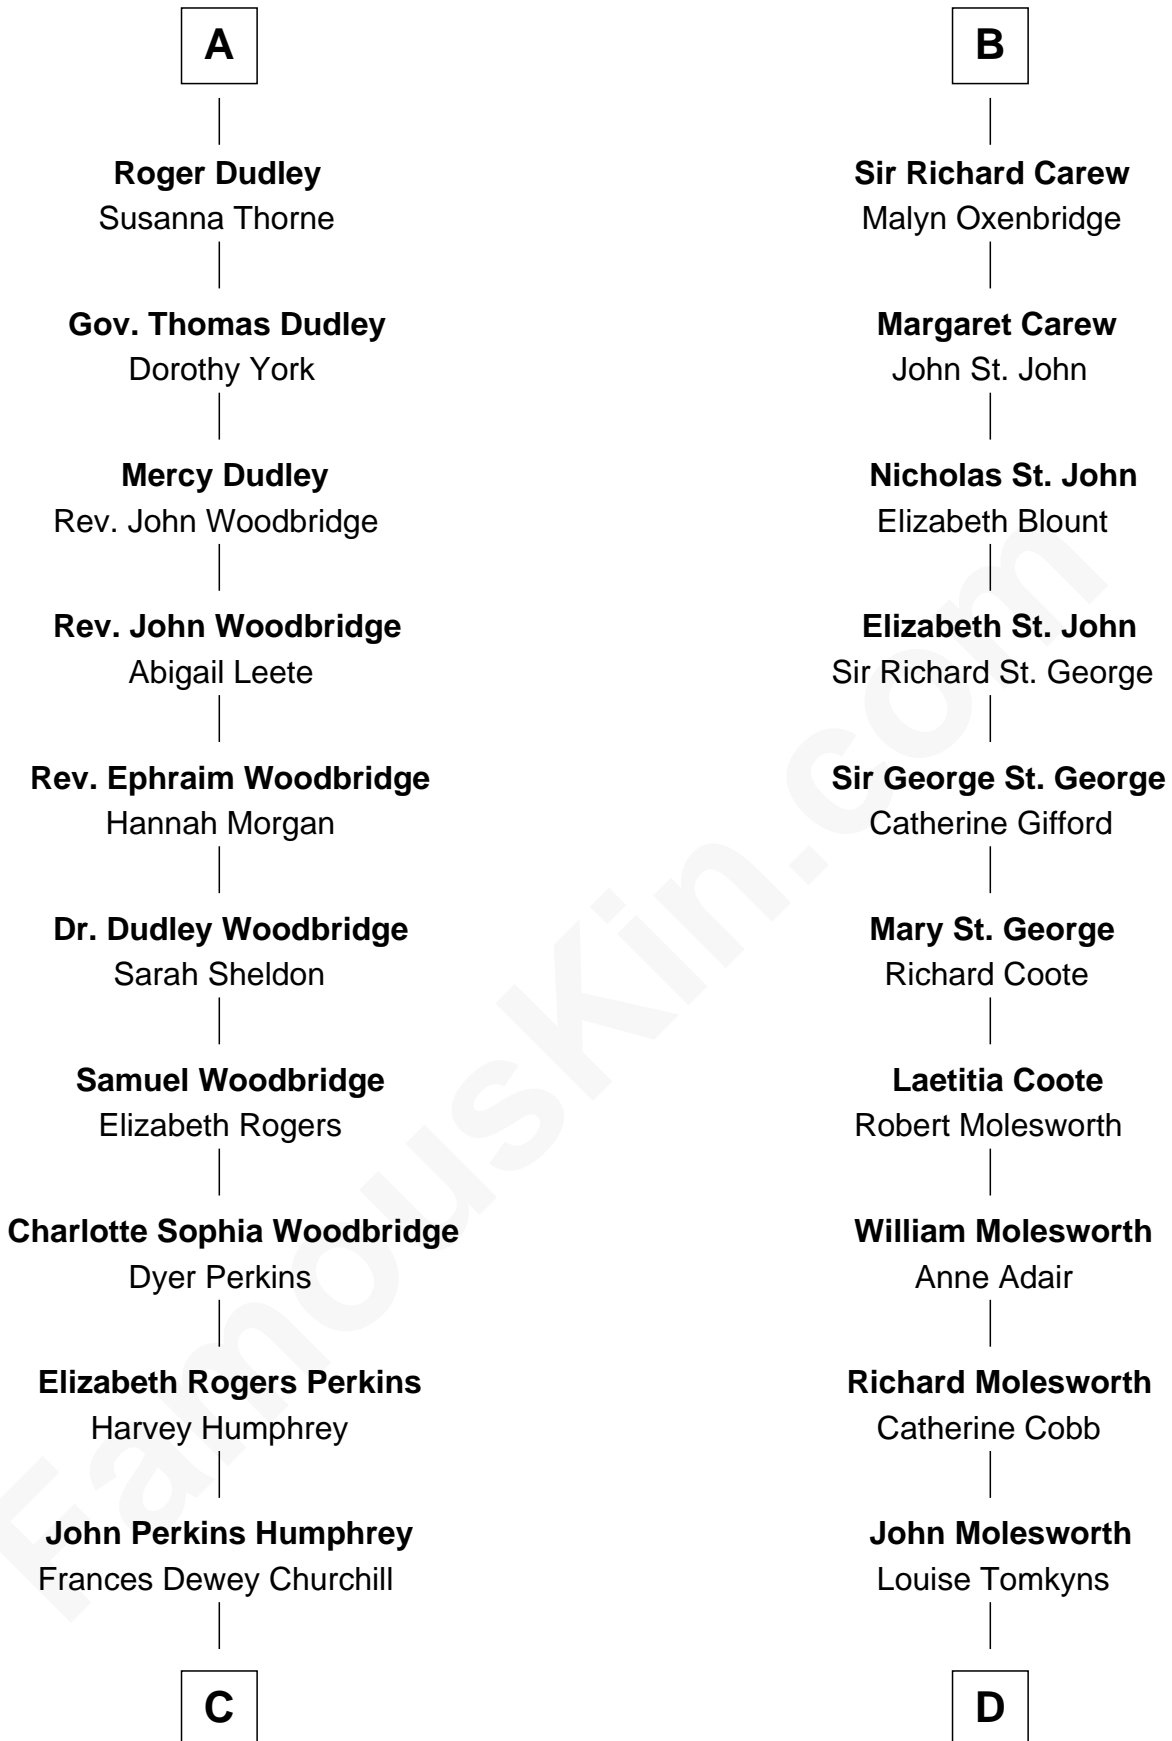 A
Roger Dudley
Susanna Thorne
Gov. Thomas Dudley
Dorothy York
Mercy Dudley
Rev. John Woodbridge
Rev. John Woodbridge
Abigail Leete
Rev. Ephraim Woodbridge
Hannah Morgan
Dr. Dudley Woodbridge
Sarah Sheldon
Samuel Woodbridge
Elizabeth Rogers
Charlotte Sophia Woodbridge
Dyer Perkins
Elizabeth Rogers Perkins
Harvey Humphrey
John Perkins Humphrey
Frances Dewey Churchill
C
B
Sir Richard Carew
Malyn Oxenbridge
Margaret Carew
John St. John
Nicholas St. John
Elizabeth Blount
Elizabeth St. John
Sir Richard St. George
Sir George St. George
Catherine Gifford
Mary St. George
Richard Coote
Laetitia Coote
Robert Molesworth
William Molesworth
Anne Adair
Richard Molesworth
Catherine Cobb
John Molesworth
Louise Tomkyns
D
FamousKin.com